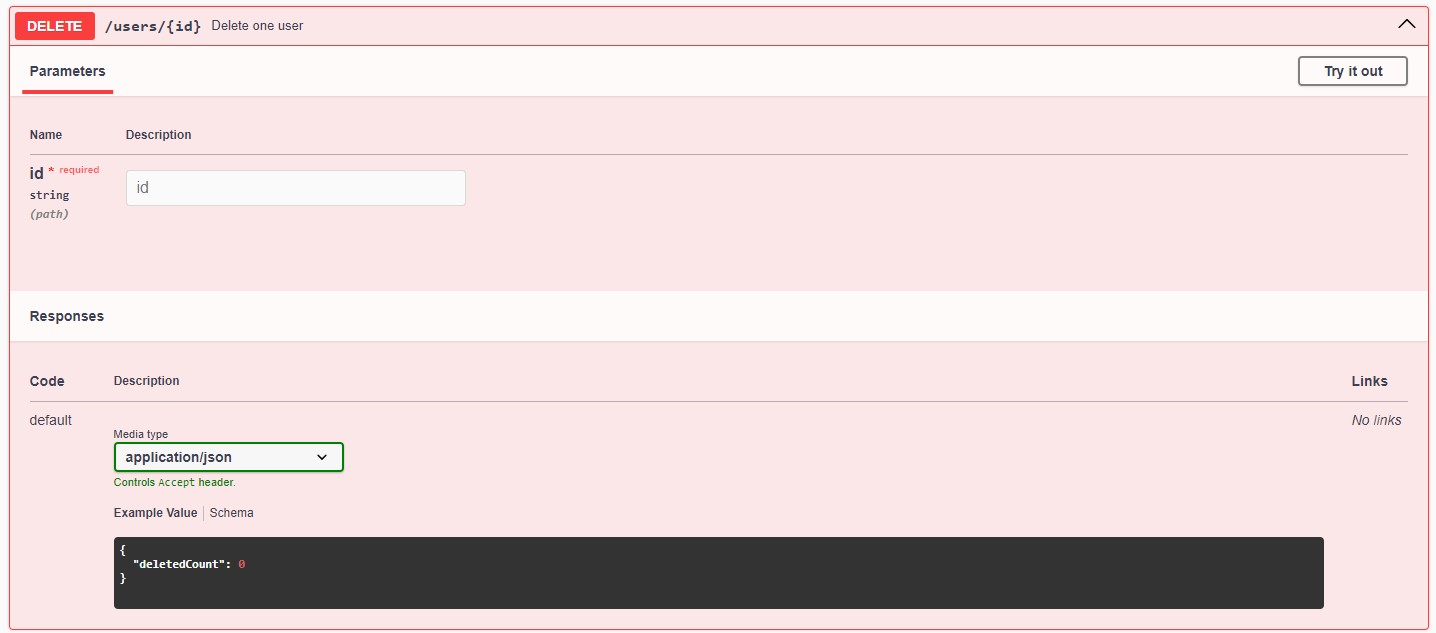 DELETE /users/{id} Delete one user
Parameters Try it out
Name Description
id * required
string
(path)
id
Responses
Code Description Links
default No links
Media type
application/json
Controls Accept header.
Example Value Schema
{
"deletedCount": 0
}